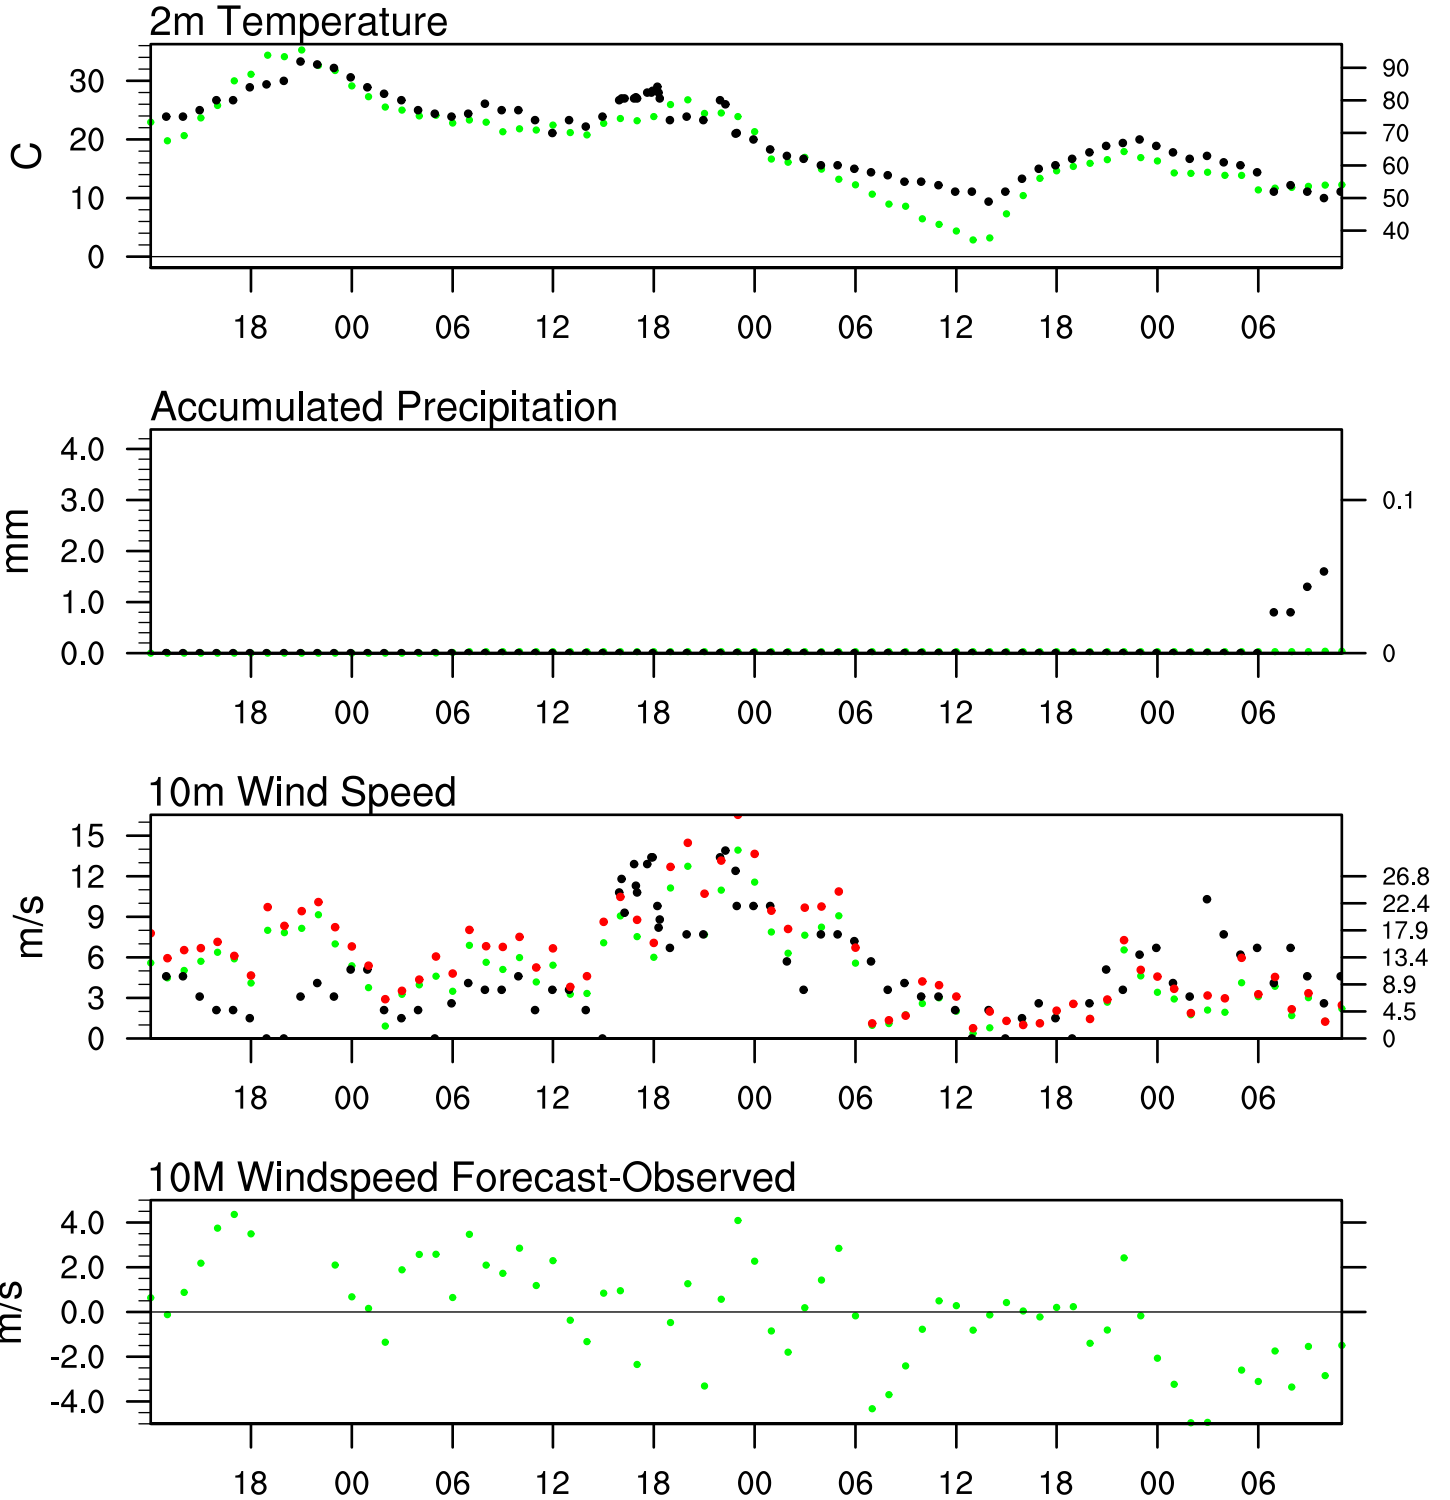 2m Temperature
30
20
10
0
C
90
80
70
60
50
40
18 00 06 12 18 00 06 12 18 00 06
Accumulated Precipitation
4.0
3.0
2.0
1.0
0.0
mm
0.1
0
18 00 06 12 18 00 06 12 18 00 06
10m Wind Speed
15
12
9
6
3
0
m/s
26.8
22.4
17.9
13.4
8.9
4.5
0
18 00 06 12 18 00 06 12 18 00 06
10M Windspeed Forecast-Observed
4.0
2.0
0.0
-2.0
-4.0
m/s
18 00 06 12 18 00 06 12 18 00 06